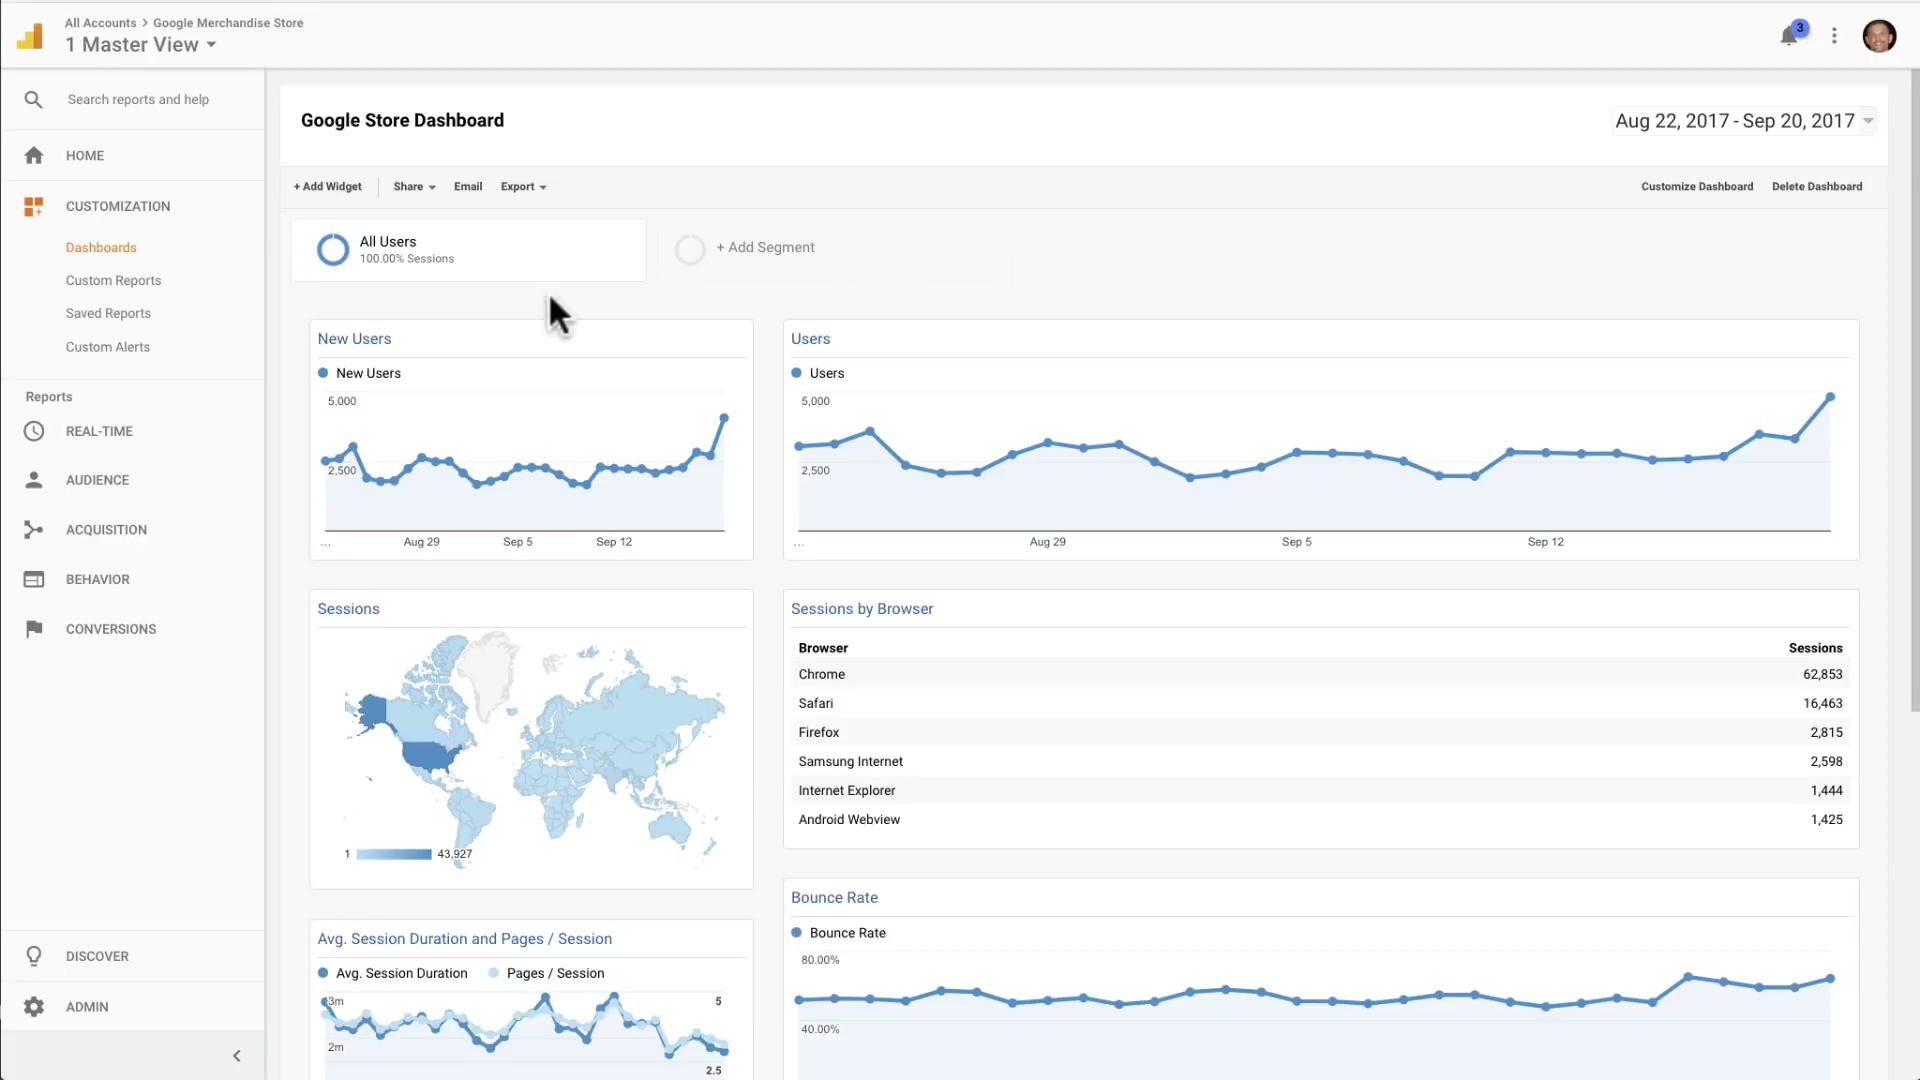 All Accounts > Google Merchandise Store
1 Master View
3
Search reports and help
HOME
CUSTOMIZATION
Dashboards
Custom Reports
Saved Reports
Custom Alerts
Reports
REAL-TIME
AUDIENCE
ACQUISITION
BEHAVIOR
CONVERSIONS
DISCOVER
ADMIN
Google Store Dashboard
Aug 22, 2017 - Sep 20, 2017
+ Add Widget Share Email Export Customize Dashboard Delete Dashboard
All Users
100.00% Sessions
+ Add Segment
New Users
New Users
5,000
2,500
... Aug 29 Sep 5 Sep 12
Users
Users
5,000
2,500
... Aug 29 Sep 5 Sep 12
Sessions
1 43,927
Sessions by Browser
Browser Sessions
Chrome 62,853
Safari 16,463
Firefox 2,815
Samsung Internet 2,598
Internet Explorer 1,444
Android Webview 1,425
Avg. Session Duration and Pages / Session
Avg. Session Duration Pages / Session
3m 5
2m
2.5
Bounce Rate
Bounce Rate
80.00%
40.00%